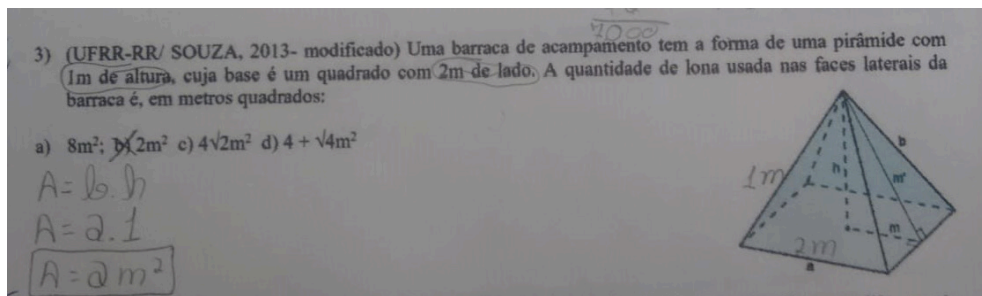 1000
3) (UFRR-RR/ SOUZA, 2013- modificado) Uma barraca de acampamento tem a forma de uma pirâmide com
1m de altura, cuja base é um quadrado com 2m de lado. A quantidade de lona usada nas faces laterais da
barraca é, em metros quadrados:
a) 8m²; b) 2m² c) 4√2m² d) 4 + √4m²
A = b.h
A = 2.1
A = 2m²
b
1m
h
m'
m
2m
a